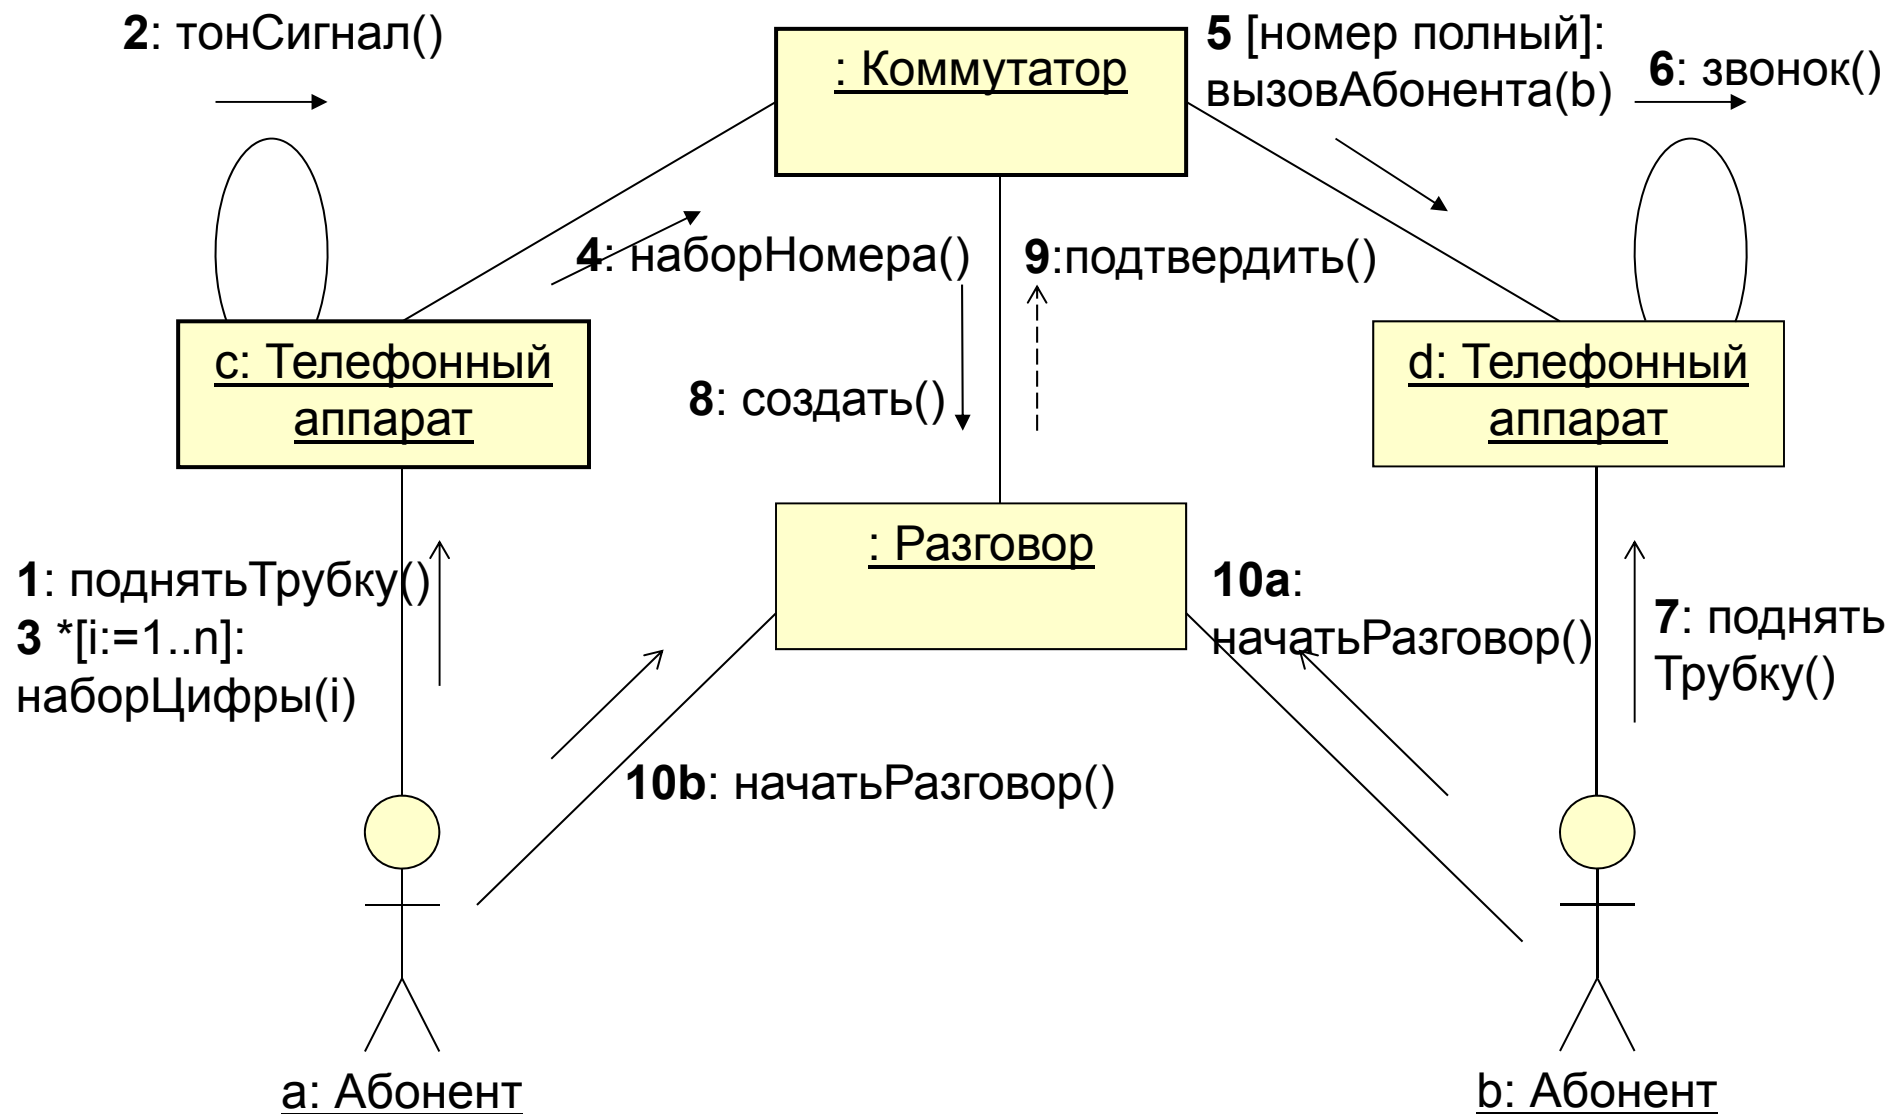 2: тонСигнал()
: Коммутатор
5 [номер полный]:
вызовАбонента(b)
6: звонок()
4: наборНомера()
9:подтвердить()
c: Телефонный
аппарат
8: создать()
d: Телефонный
аппарат
: Разговор
1: поднятьТрубку()
3 *[i:=1..n]:
наборЦифры(i)
10a:
начатьРазговор()
7: поднять
Трубку()
10b: начатьРазговор()
a: Абонент
b: Абонент